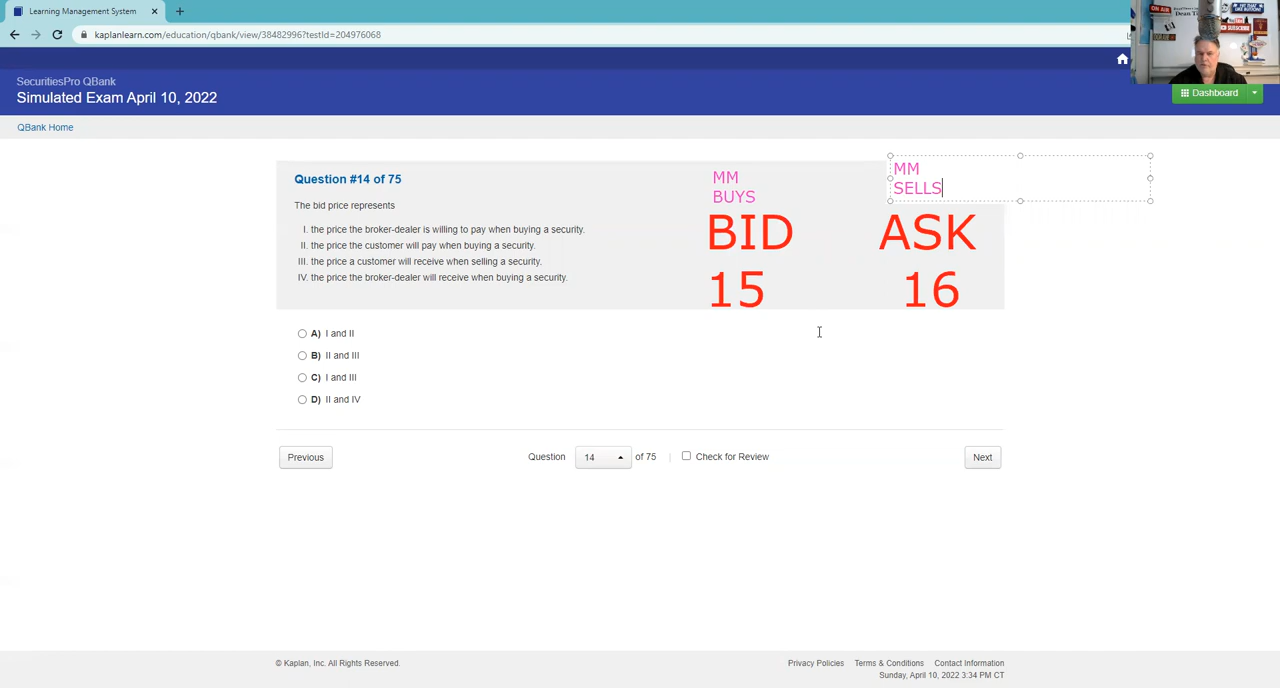 Learning Management System
kaplanlearn.com/education/qbank/view/38482996?testId=204976068
SecuritiesPro QBank
Simulated Exam April 10, 2022
Dashboard
QBank Home
Question #14 of 75
The bid price represents
I. the price the broker-dealer is willing to pay when buying a security.
II. the price the customer will pay when buying a security.
III. the price a customer will receive when selling a security.
IV. the price the broker-dealer will receive when buying a security.
MM
BUYS
BID
15
MM
SELLS
ASK
16
A) I and II
B) II and III
C) I and III
D) II and IV
Previous
Question 14 of 75
Check for Review
Next
© Kaplan, Inc. All Rights Reserved.
Privacy Policies Terms & Conditions Contact Information
Sunday, April 10, 2022 3:34 PM CT
ON AIR